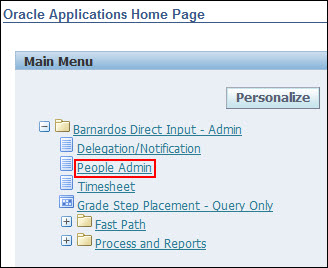 Oracle Applications Home Page
Main Menu
Personalize
Barnardos Direct Input - Admin
Delegation/Notification
People Admin
Timesheet
Grade Step Placement - Query Only
Fast Path
Process and Reports